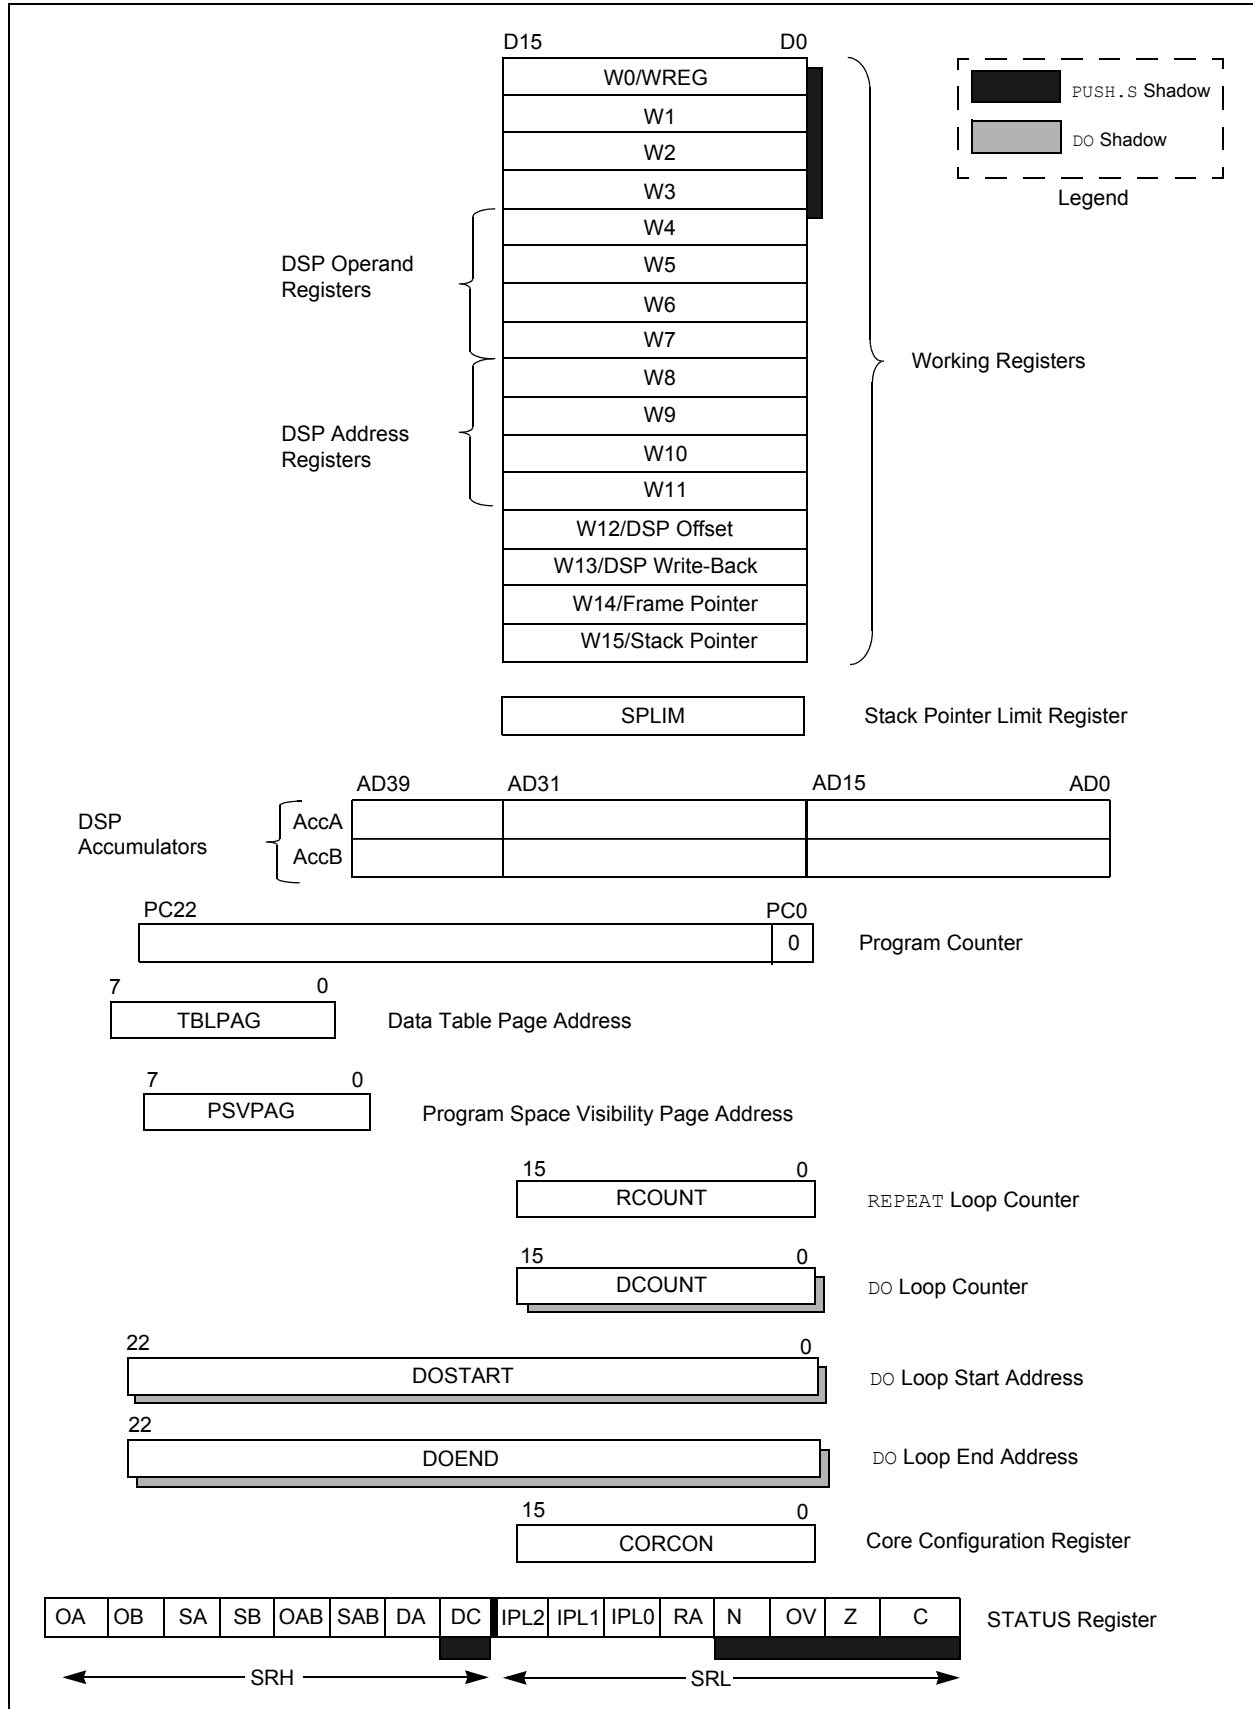 D15 D0
W0/WREG
W1
W2
W3
W4
W5
W6
W7
W8
W9
W10
W11
W12/DSP Offset
W13/DSP Write-Back
W14/Frame Pointer
W15/Stack Pointer
PUSH.S Shadow
DO Shadow
Legend
DSP Operand
Registers
DSP Address
Registers
Working Registers
SPLIM Stack Pointer Limit Register
AD39 AD31 AD15 AD0
DSP
Accumulators
AccA
AccB
PC22 PC0
0 Program Counter
7 0
TBLPAG Data Table Page Address
7 0
PSVPAG Program Space Visibility Page Address
15 0
RCOUNT REPEAT Loop Counter
15 0
DCOUNT DO Loop Counter
22 0
DOSTART DO Loop Start Address
22
DOEND DO Loop End Address
15 0
CORCON Core Configuration Register
OA OB SA SB OAB SAB DA DC IPL2 IPL1 IPL0 RA N OV Z C STATUS Register
SRH SRL